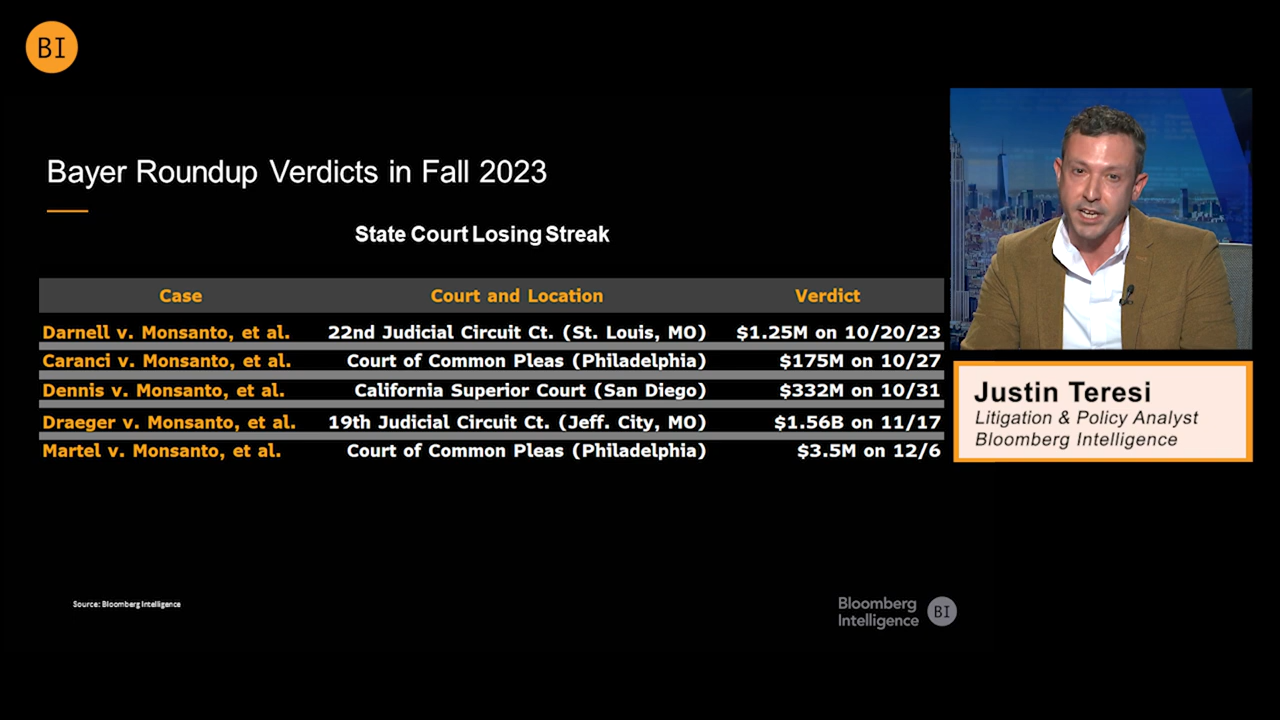 BI
Bayer Roundup Verdicts in Fall 2023
State Court Losing Streak
Case Court and Location Verdict
Darnell v. Monsanto, et al. 22nd Judicial Circuit Ct. (St. Louis, MO) $1.25M on 10/20/23
Caranci v. Monsanto, et al. Court of Common Pleas (Philadelphia) $175M on 10/27
Dennis v. Monsanto, et al. California Superior Court (San Diego) $332M on 10/31
Draeger v. Monsanto, et al. 19th Judicial Circuit Ct. (Jeff. City, MO) $1.56B on 11/17
Martel v. Monsanto, et al. Court of Common Pleas (Philadelphia) $3.5M on 12/6
Justin Teresi
Litigation & Policy Analyst
Bloomberg Intelligence
Source: Bloomberg Intelligence
Bloomberg
Intelligence
BI